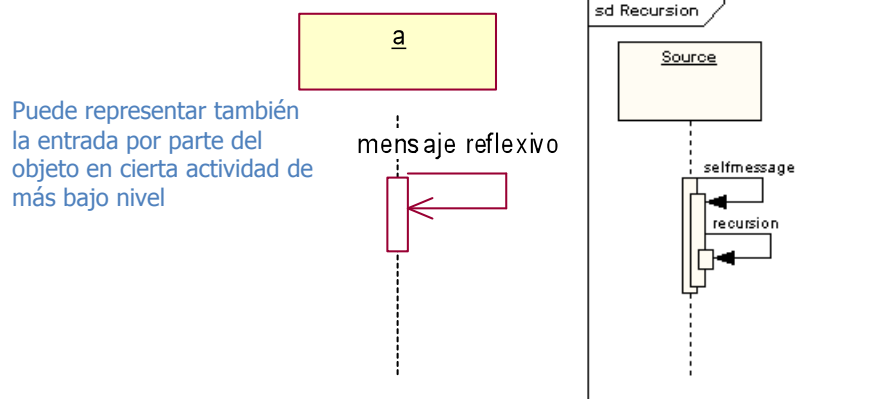 a
Puede representar también
la entrada por parte del
objeto en cierta actividad de
más bajo nivel
mensaje reflexivo
sd Recursion
Source
selfmessage
recursion